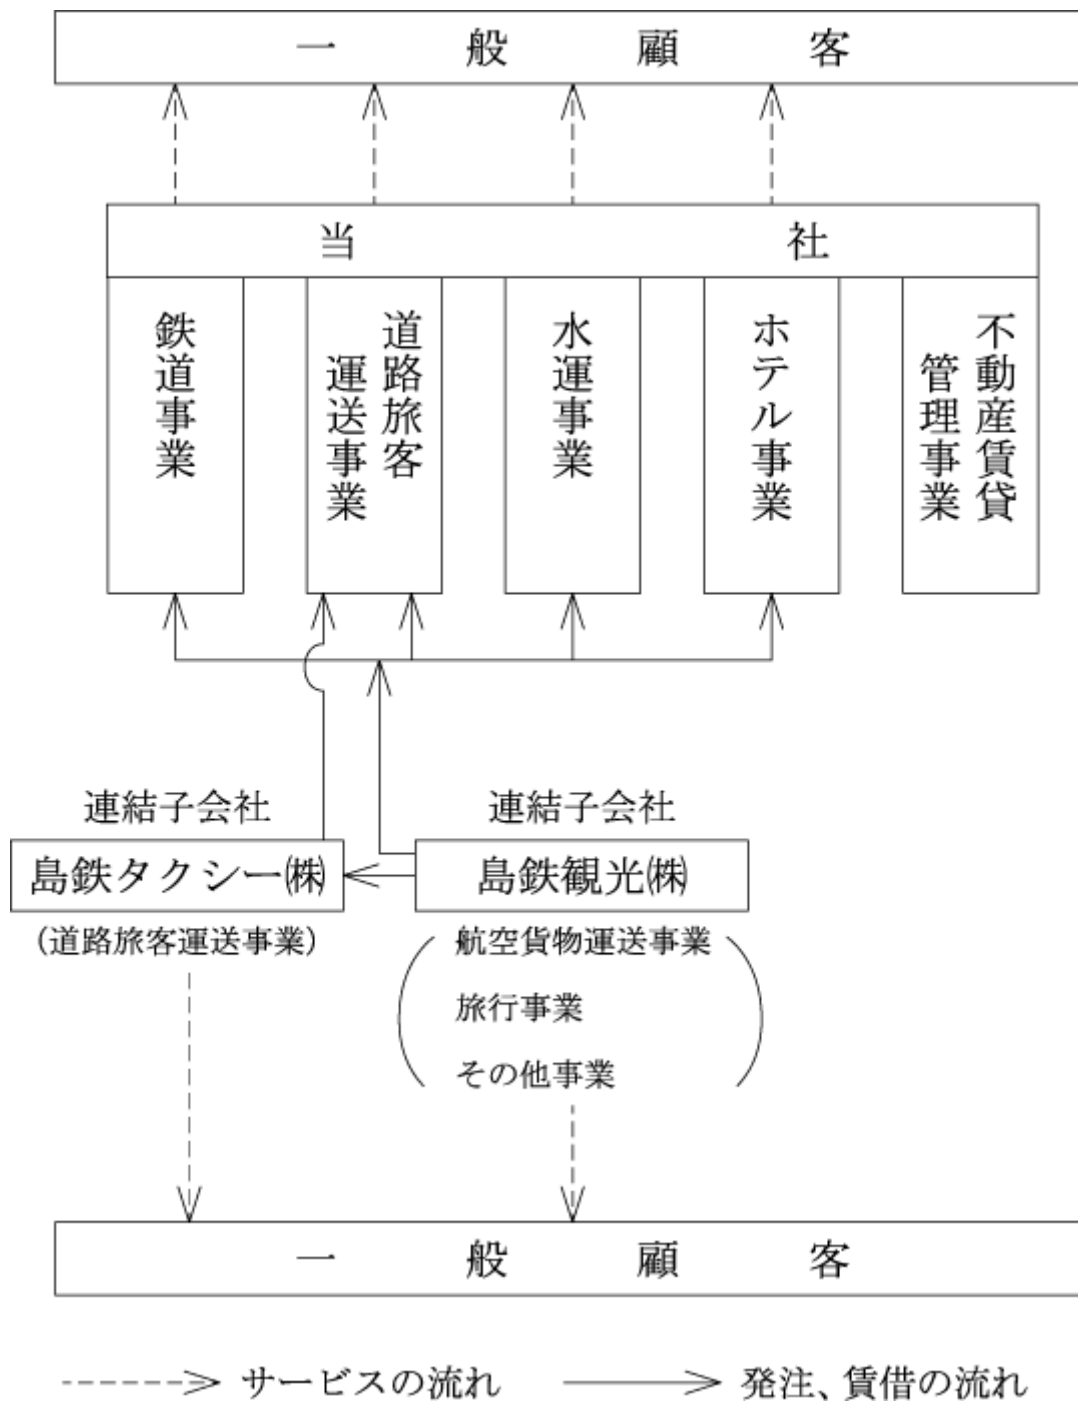 一般顧客
当社
鉄道事業
道路旅客
運送事業
水運事業
ホテル事業
不動産賃貸
管理事業
連結子会社
島鉄タクシー㈱
(道路旅客運送事業)
連結子会社
島鉄観光㈱
航空貨物運送事業
旅行事業
その他事業
一般顧客
サービスの流れ
発注、賃借の流れ